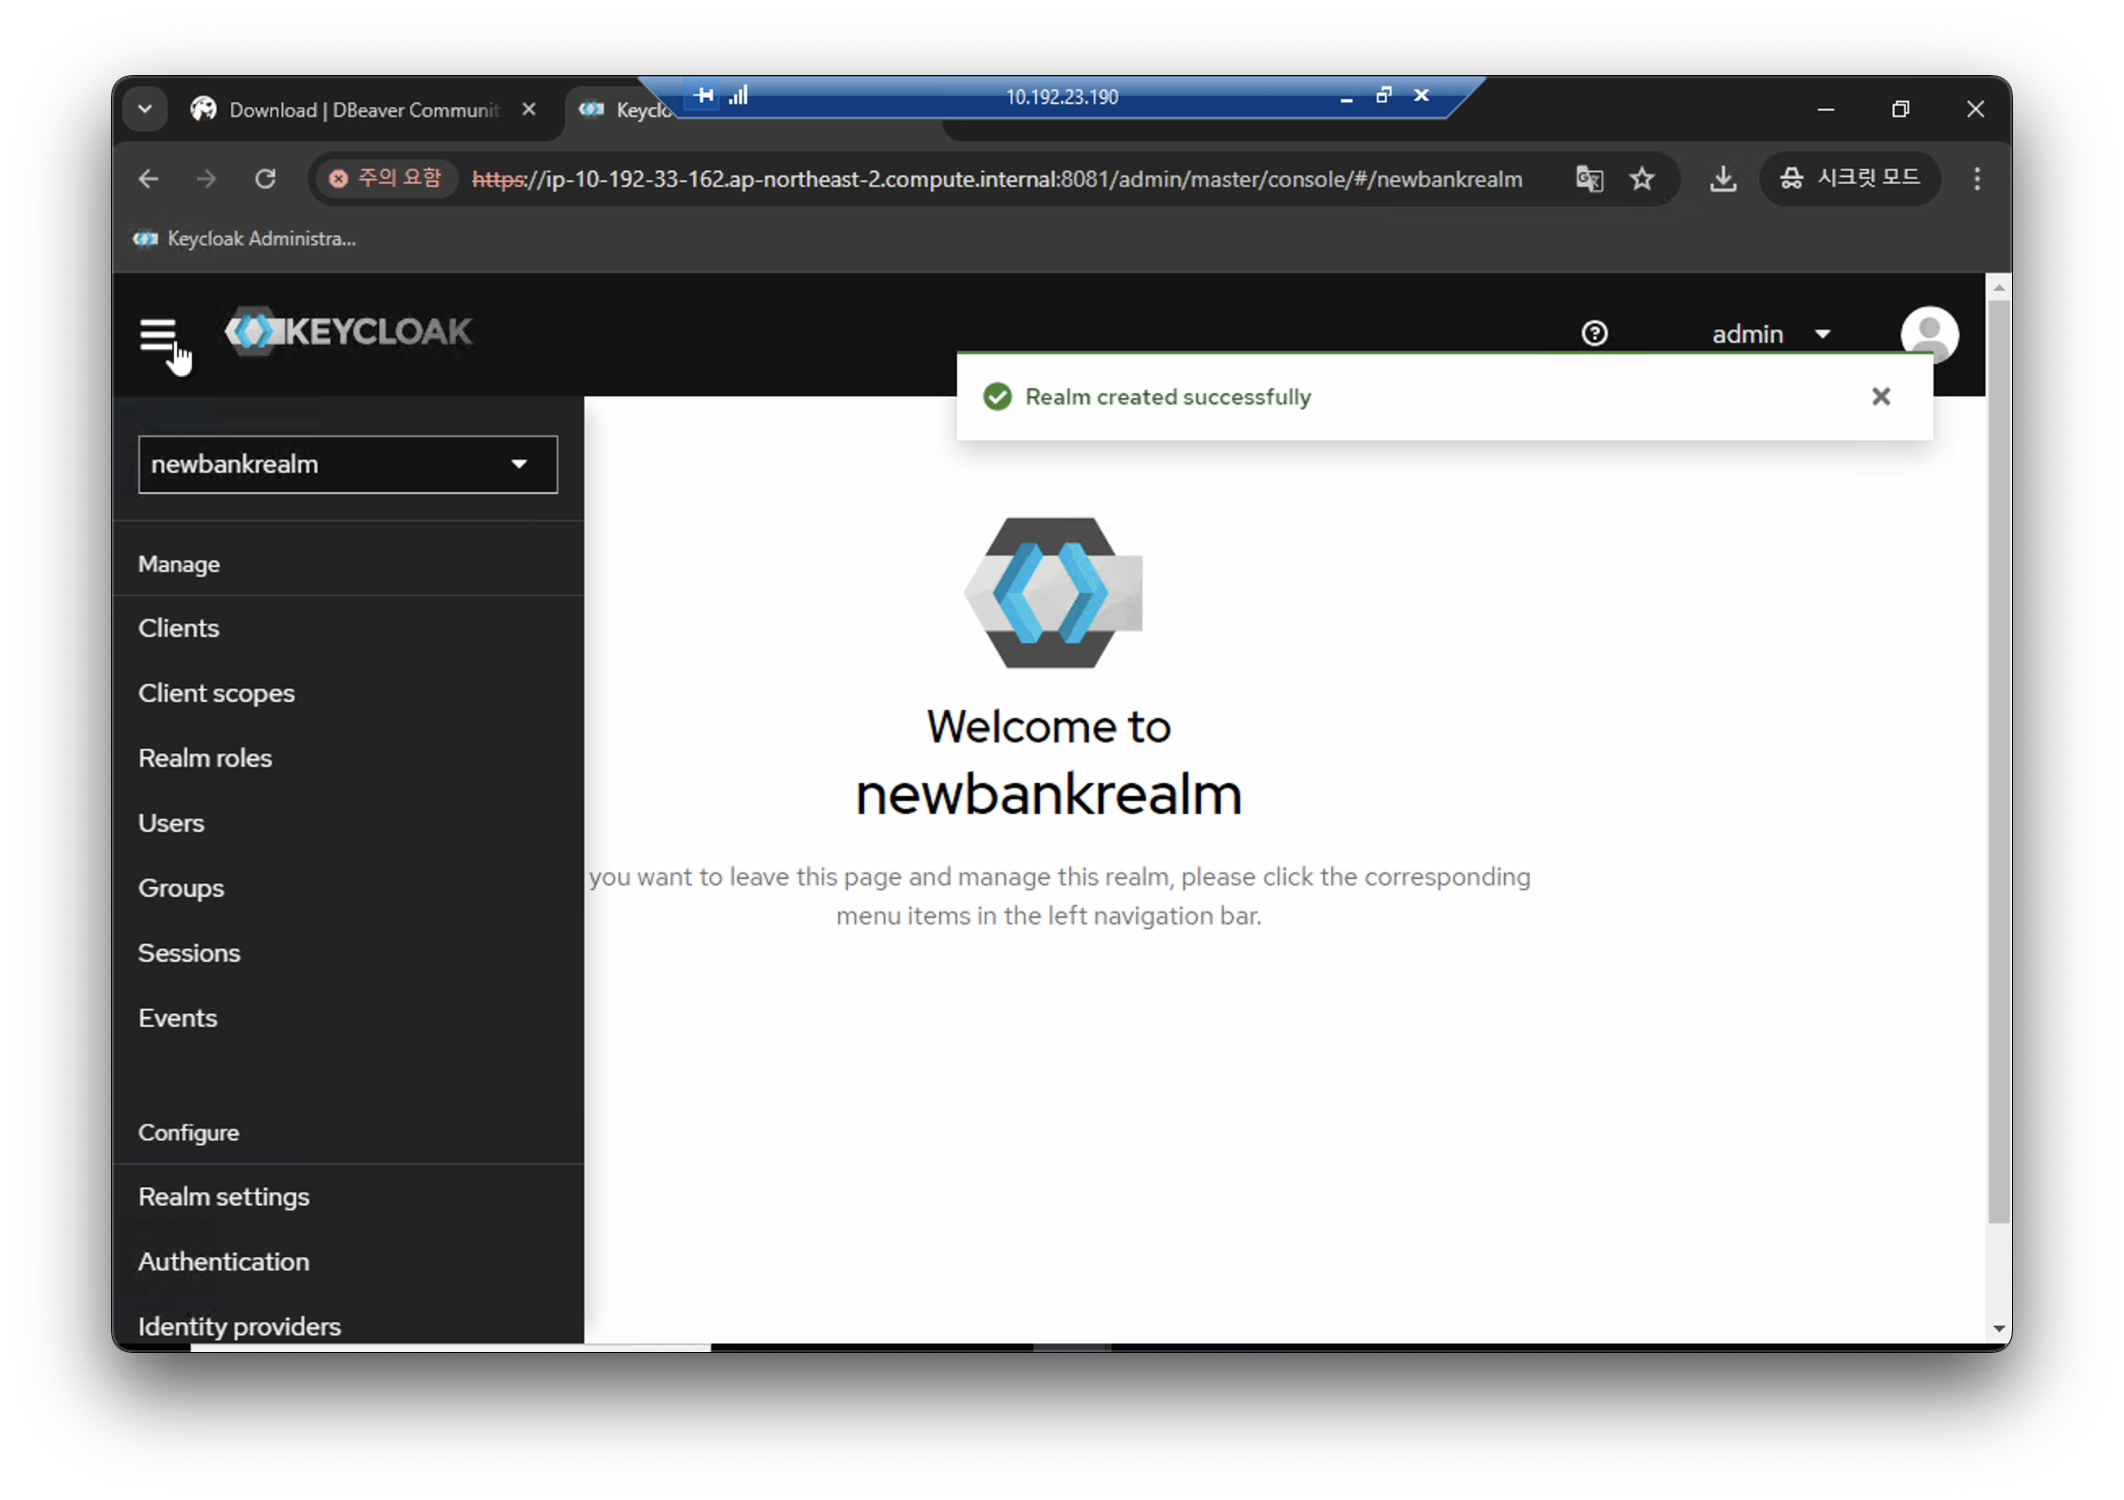 10.192.23.190
Download | DBeaver Communit
Keyclo
주의 요함
https://ip-10-192-33-162.ap-northeast-2.compute.internal:8081/admin/master/console/#/newbankrealm
시크릿 모드
Keycloak Administra...
KEYCLOAK
admin
Realm created successfully
newbankrealm
Manage
Clients
Client scopes
Realm roles
Users
Groups
Sessions
Events
Configure
Realm settings
Authentication
Identity providers
Welcome to
newbankrealm
you want to leave this page and manage this realm, please click the corresponding
menu items in the left navigation bar.